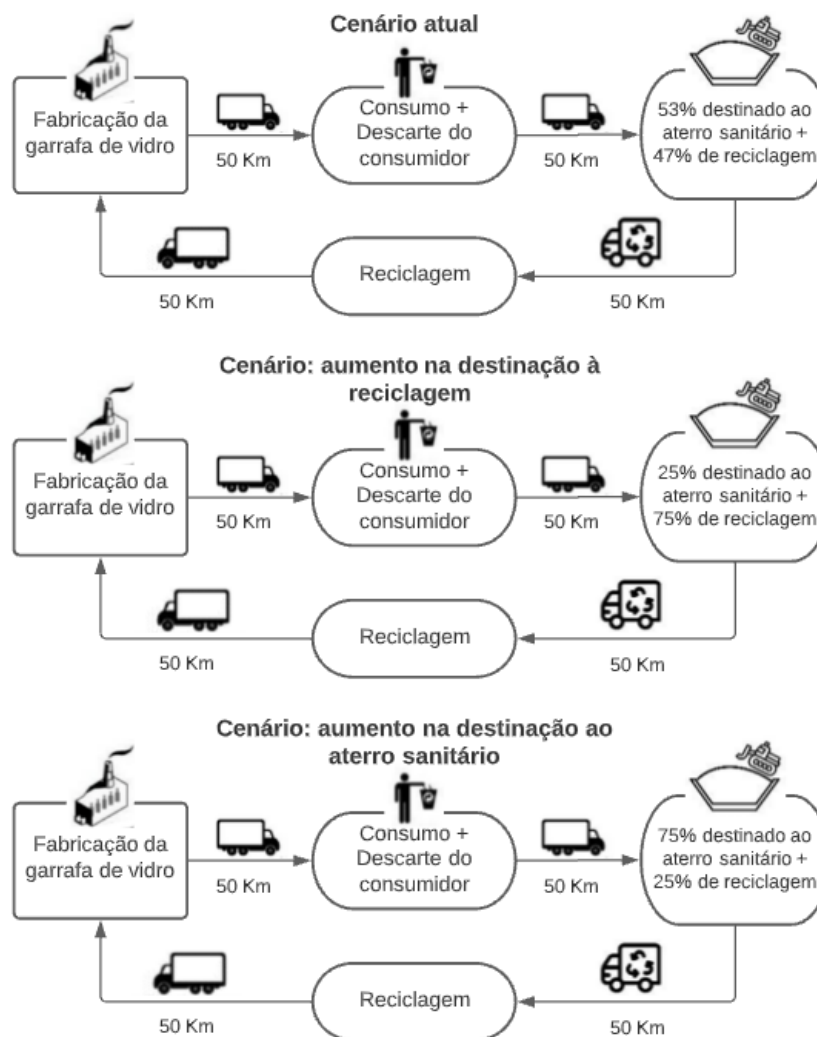 Cenário atual
Fabricação da
garrafa de vidro
50 Km
Consumo +
Descarte do
consumidor
50 Km
53% destinado ao
aterro sanitário +
47% de reciclagem
50 Km
Reciclagem
50 Km
Cenário: aumento na destinação à
reciclagem
Fabricação da
garrafa de vidro
50 Km
Consumo +
Descarte do
consumidor
50 Km
25% destinado ao
aterro sanitário +
75% de reciclagem
50 Km
Reciclagem
50 Km
Cenário: aumento na destinação ao
aterro sanitário
Fabricação da
garrafa de vidro
50 Km
Consumo +
Descarte do
consumidor
50 Km
75% destinado ao
aterro sanitário +
25% de reciclagem
50 Km
Reciclagem
50 Km